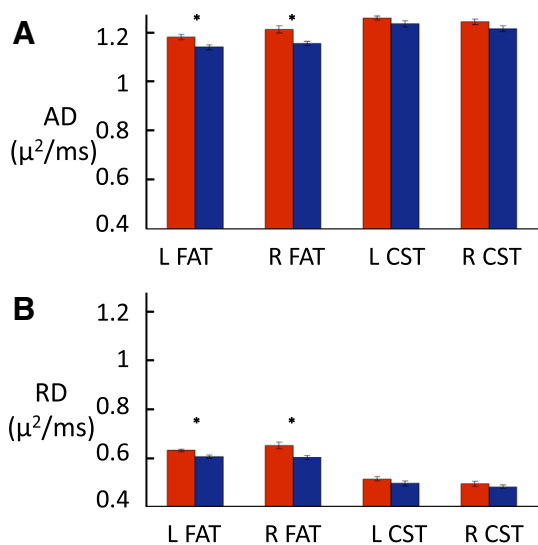 A
* *
1.2
1
AD
(μ²/ms)
0.8
0.6
0.4
L FAT R FAT L CST R CST
B
1.2
1
RD
(μ²/ms)
0.8
* *
0.6
0.4
L FAT R FAT L CST R CST